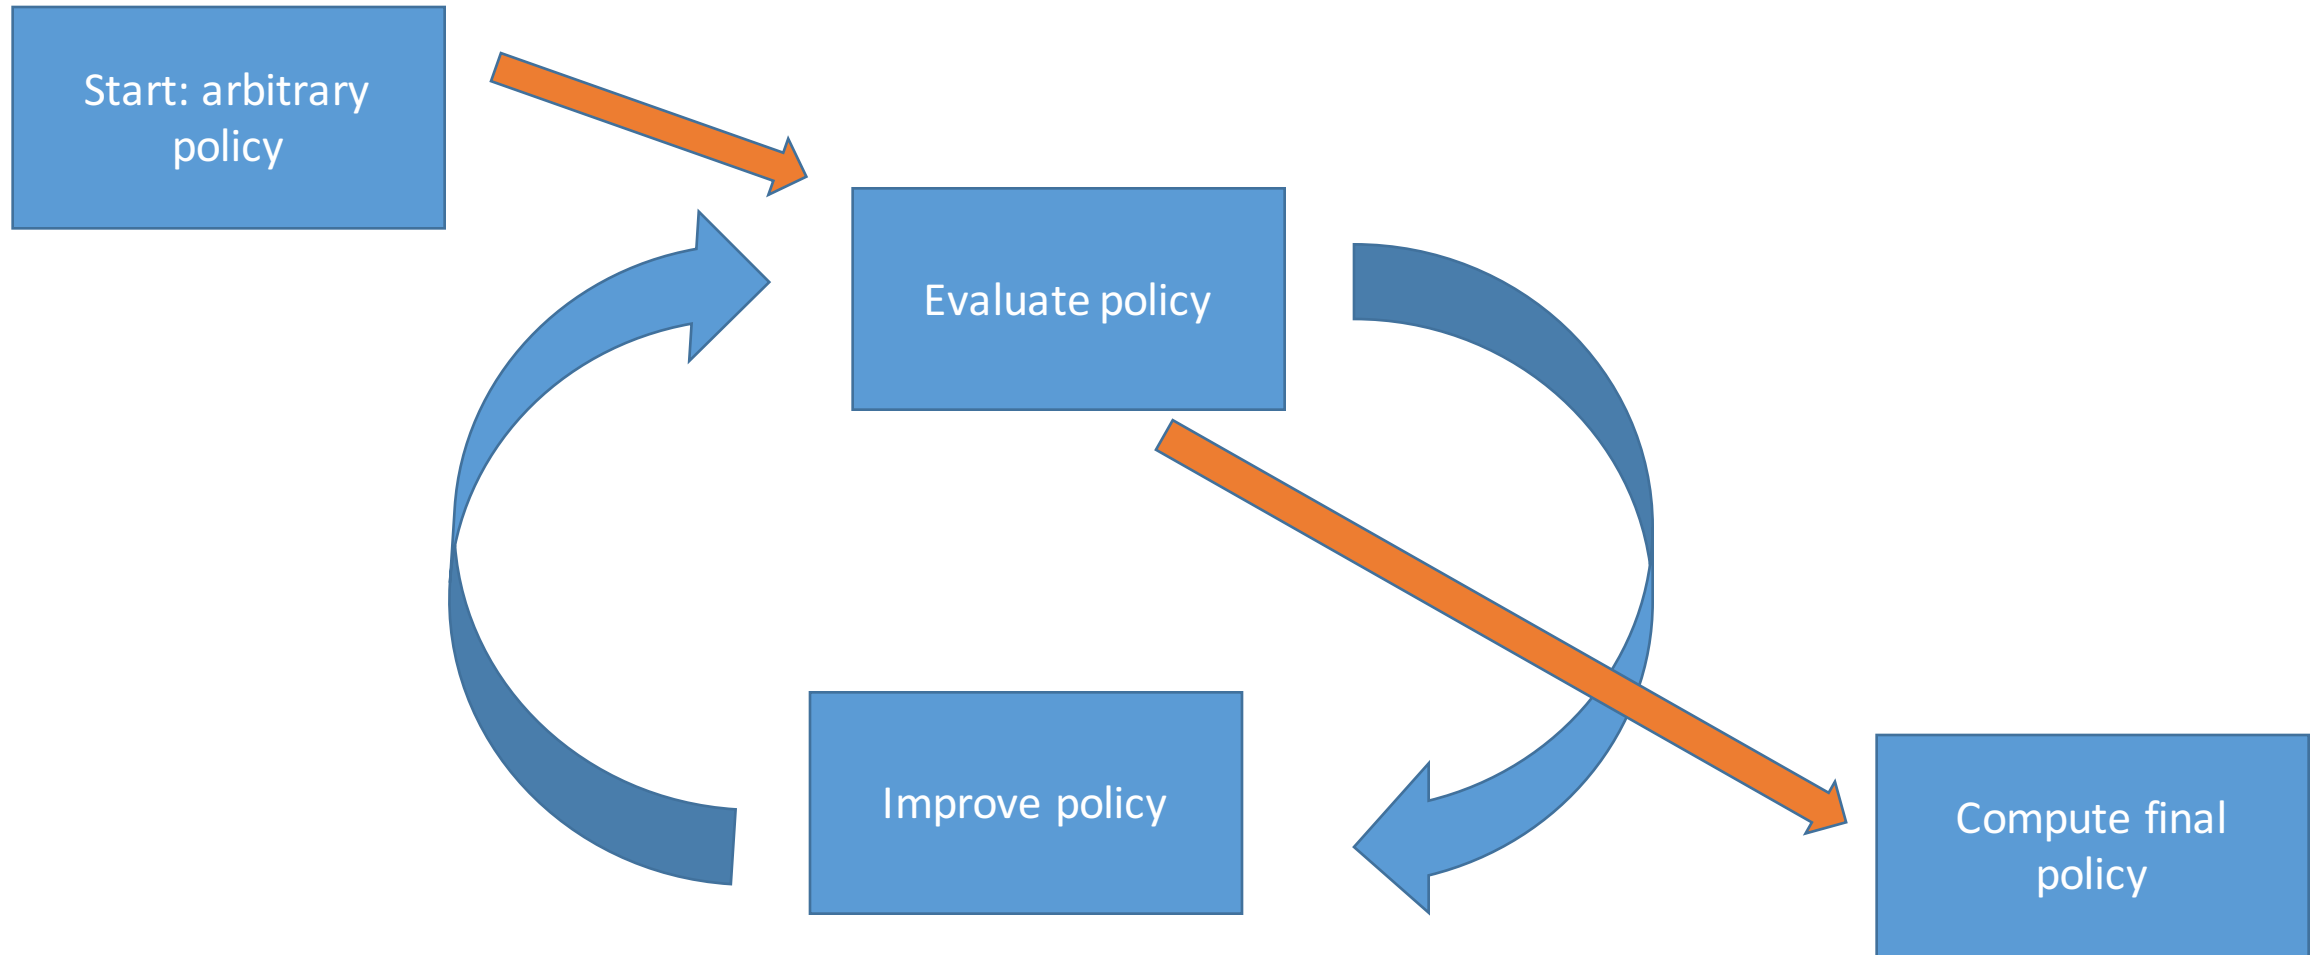 Start: arbitrary
policy
Evaluate policy
Improve policy
Compute final
policy